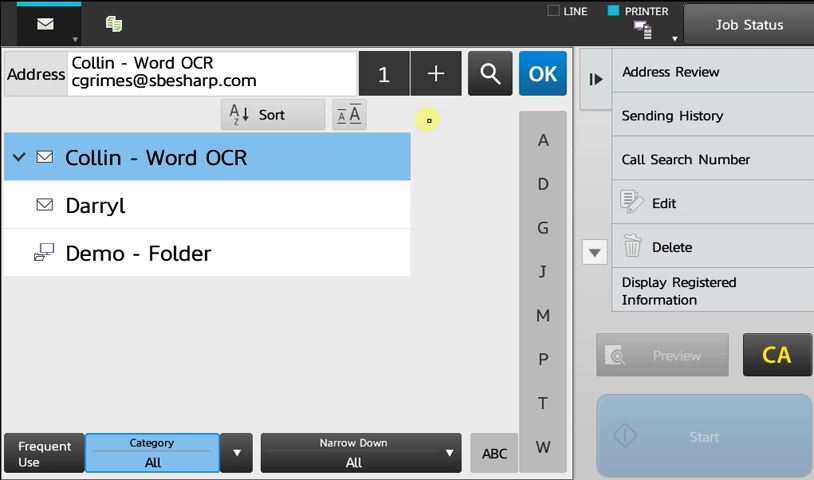 LINE
PRINTER
Job Status
Address
Collin - Word OCR
cgrimes@sbesharp.com
1
+
OK
A
Z
Sort
A A
Collin - Word OCR
Darryl
Demo - Folder
A
D
G
J
M
P
T
W
Address Review
Sending History
Call Search Number
Edit
Delete
Display Registered
Information
Preview
CA
Start
Frequent
Use
Category
All
Narrow Down
All
ABC